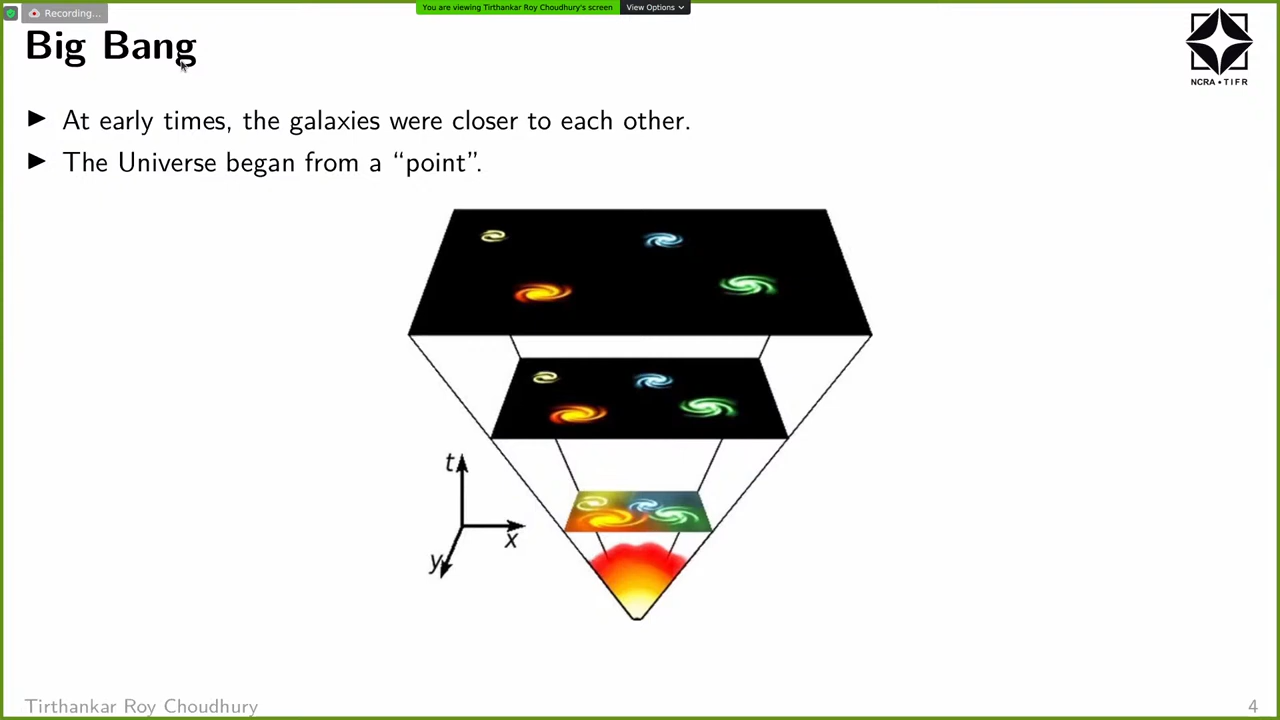 Recording...
You are viewing Tirthankar Roy Choudhury's screen
View Options
Big Bang
NCRA • TIFR
► At early times, the galaxies were closer to each other.
► The Universe began from a “point”.
t
x
y
Tirthankar Roy Choudhury
4